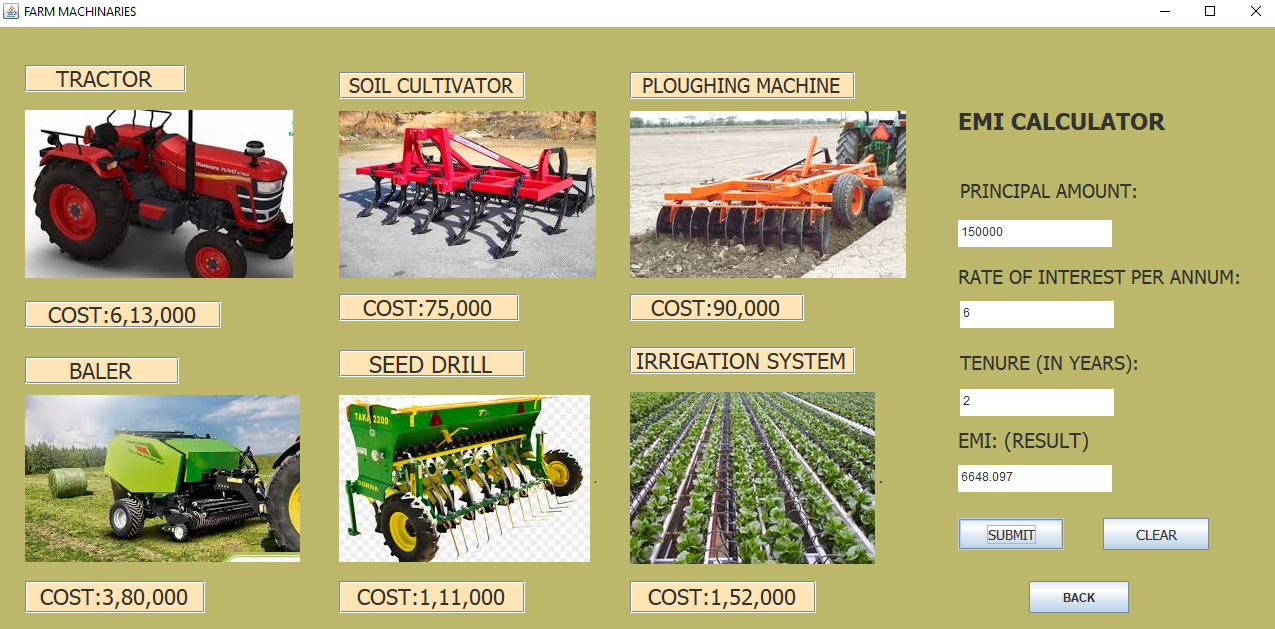 FARM MACHINARIES
TRACTOR
SOIL CULTIVATOR
PLOUGHING MACHINE
COST:6,13,000
COST:75,000
COST:90,000
BALER
SEED DRILL
IRRIGATION SYSTEM
TAKA 2200
COST:3,80,000
COST:1,11,000
COST:1,52,000
EMI CALCULATOR
PRINCIPAL AMOUNT:
150000
RATE OF INTEREST PER ANNUM:
6
TENURE (IN YEARS):
2
EMI: (RESULT)
6648.097
SUBMIT
CLEAR
BACK